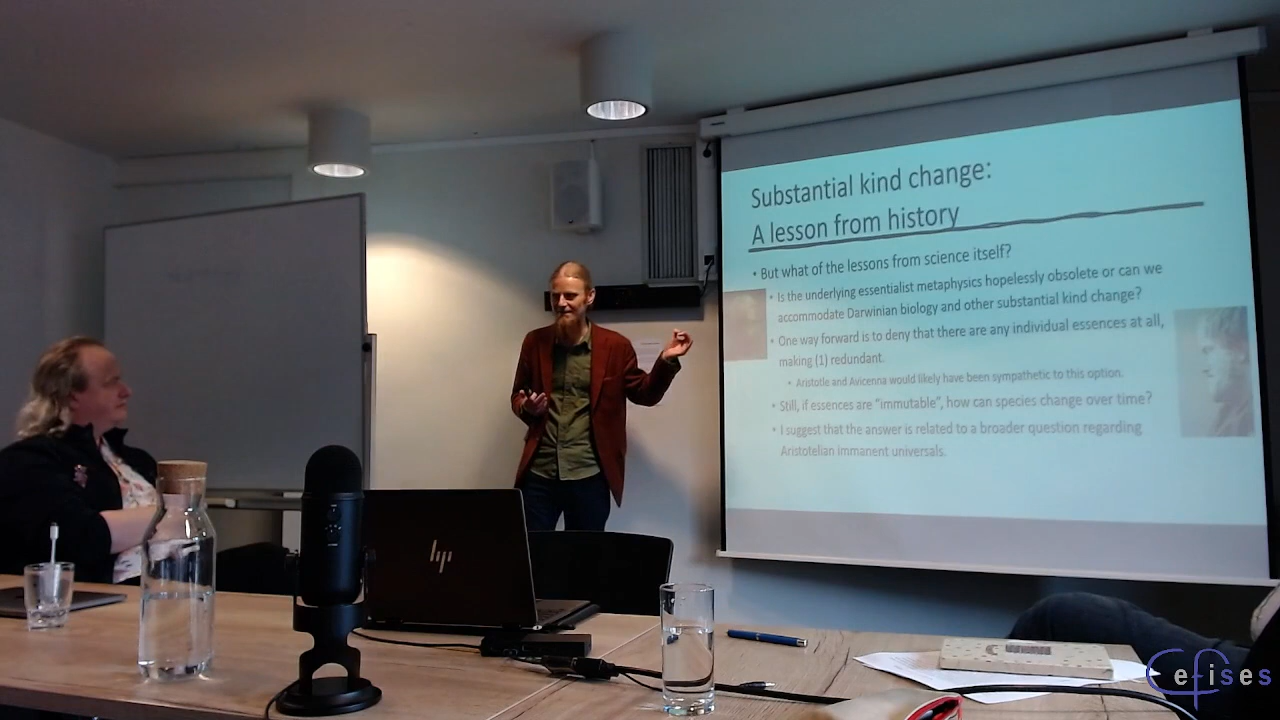 Substantial kind change:
A lesson from history
• But what of the lessons from science itself?
• Is the underlying essentialist metaphysics hopelessly obsolete or can we
accommodate Darwinian biology and other substantial kind change?
• One way forward is to deny that there are any individual essences at all,
making (1) redundant.
• Aristotle and Avicenna would likely have been sympathetic to this option.
• Still, if essences are "immutable", how can species change over time?
• I suggest that the answer is related to a broader question regarding
Aristotelian immanent universals.
hp
Cefises